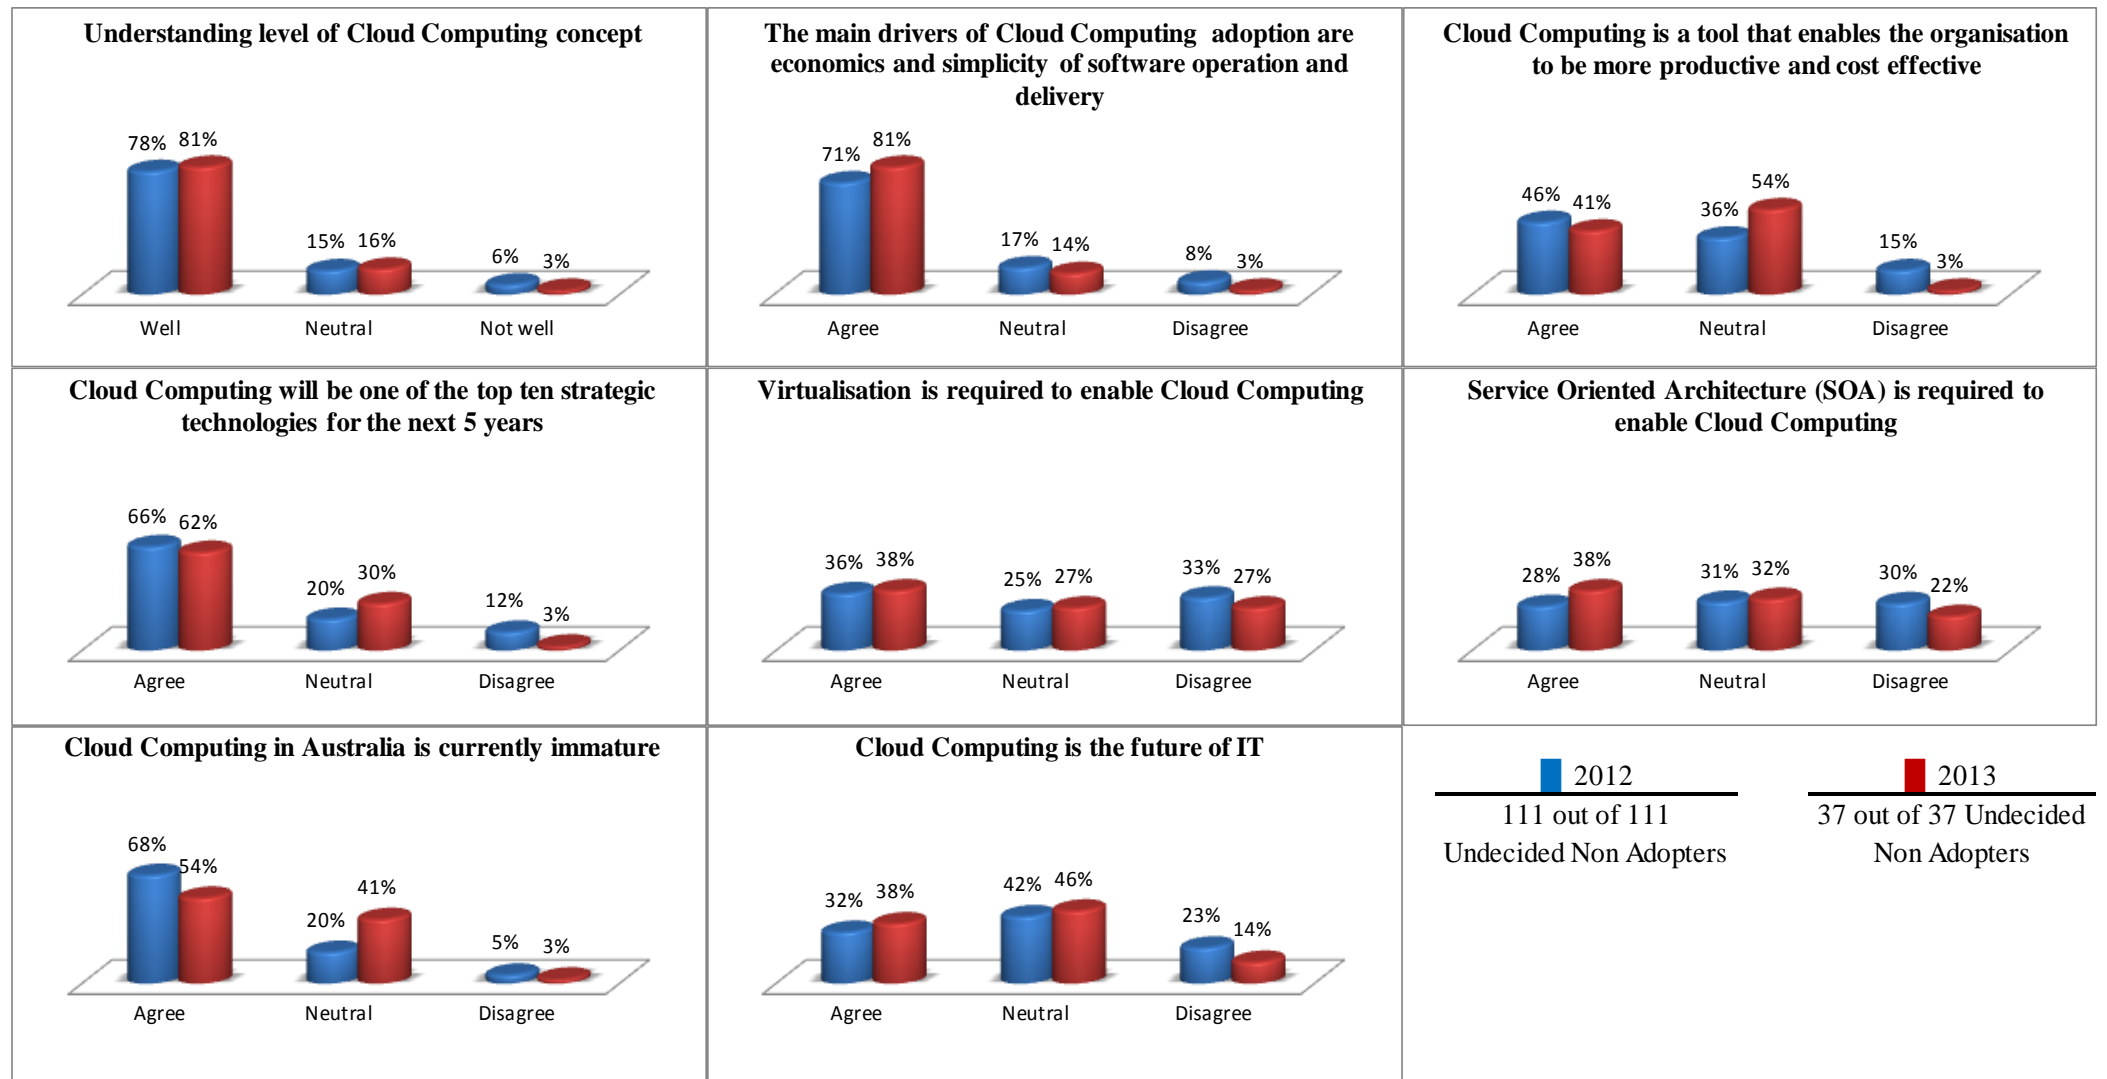 Understanding level of Cloud Computing concept
78% 81%
15% 16%
6% 3%
Well Neutral Not well
The main drivers of Cloud Computing adoption are
economics and simplicity of software operation and
delivery
71% 81%
17% 14%
8% 3%
Agree Neutral Disagree
Cloud Computing is a tool that enables the organisation
to be more productive and cost effective
46% 41%
36% 54%
15% 3%
Agree Neutral Disagree
Cloud Computing will be one of the top ten strategic
technologies for the next 5 years
66% 62%
20% 30%
12% 3%
Agree Neutral Disagree
Virtualisation is required to enable Cloud Computing
36% 38%
25% 27%
33% 27%
Agree Neutral Disagree
Service Oriented Architecture (SOA) is required to
enable Cloud Computing
28% 38%
31% 32%
30% 22%
Agree Neutral Disagree
Cloud Computing in Australia is currently immature
68% 54%
20% 41%
5% 3%
Agree Neutral Disagree
Cloud Computing is the future of IT
32% 38%
42% 46%
23% 14%
Agree Neutral Disagree
2012
111 out of 111
Undecided Non Adopters
2013
37 out of 37 Undecided
Non Adopters